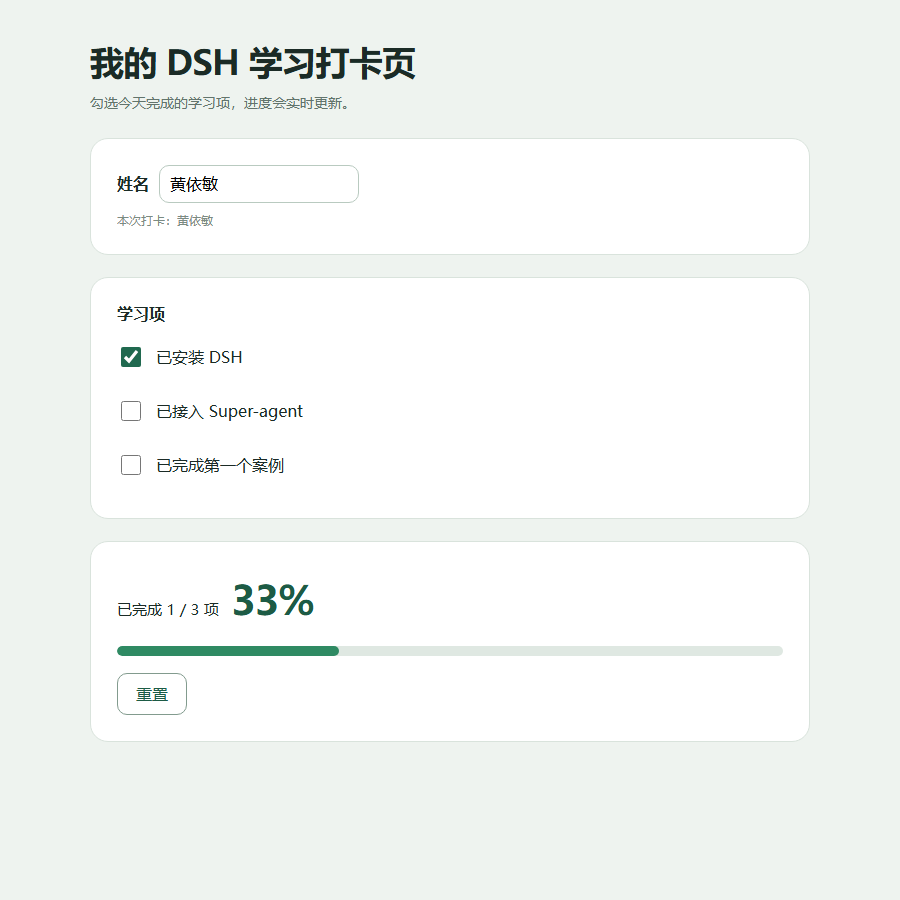 我的 DSH 学习打卡页
勾选今天完成的学习项，进度会实时更新。
姓名 黄依敏
本次打卡：黄依敏
学习项
已安装 DSH
已接入 Super-agent
已完成第一个案例
已完成 1 / 3 项 33%
重置